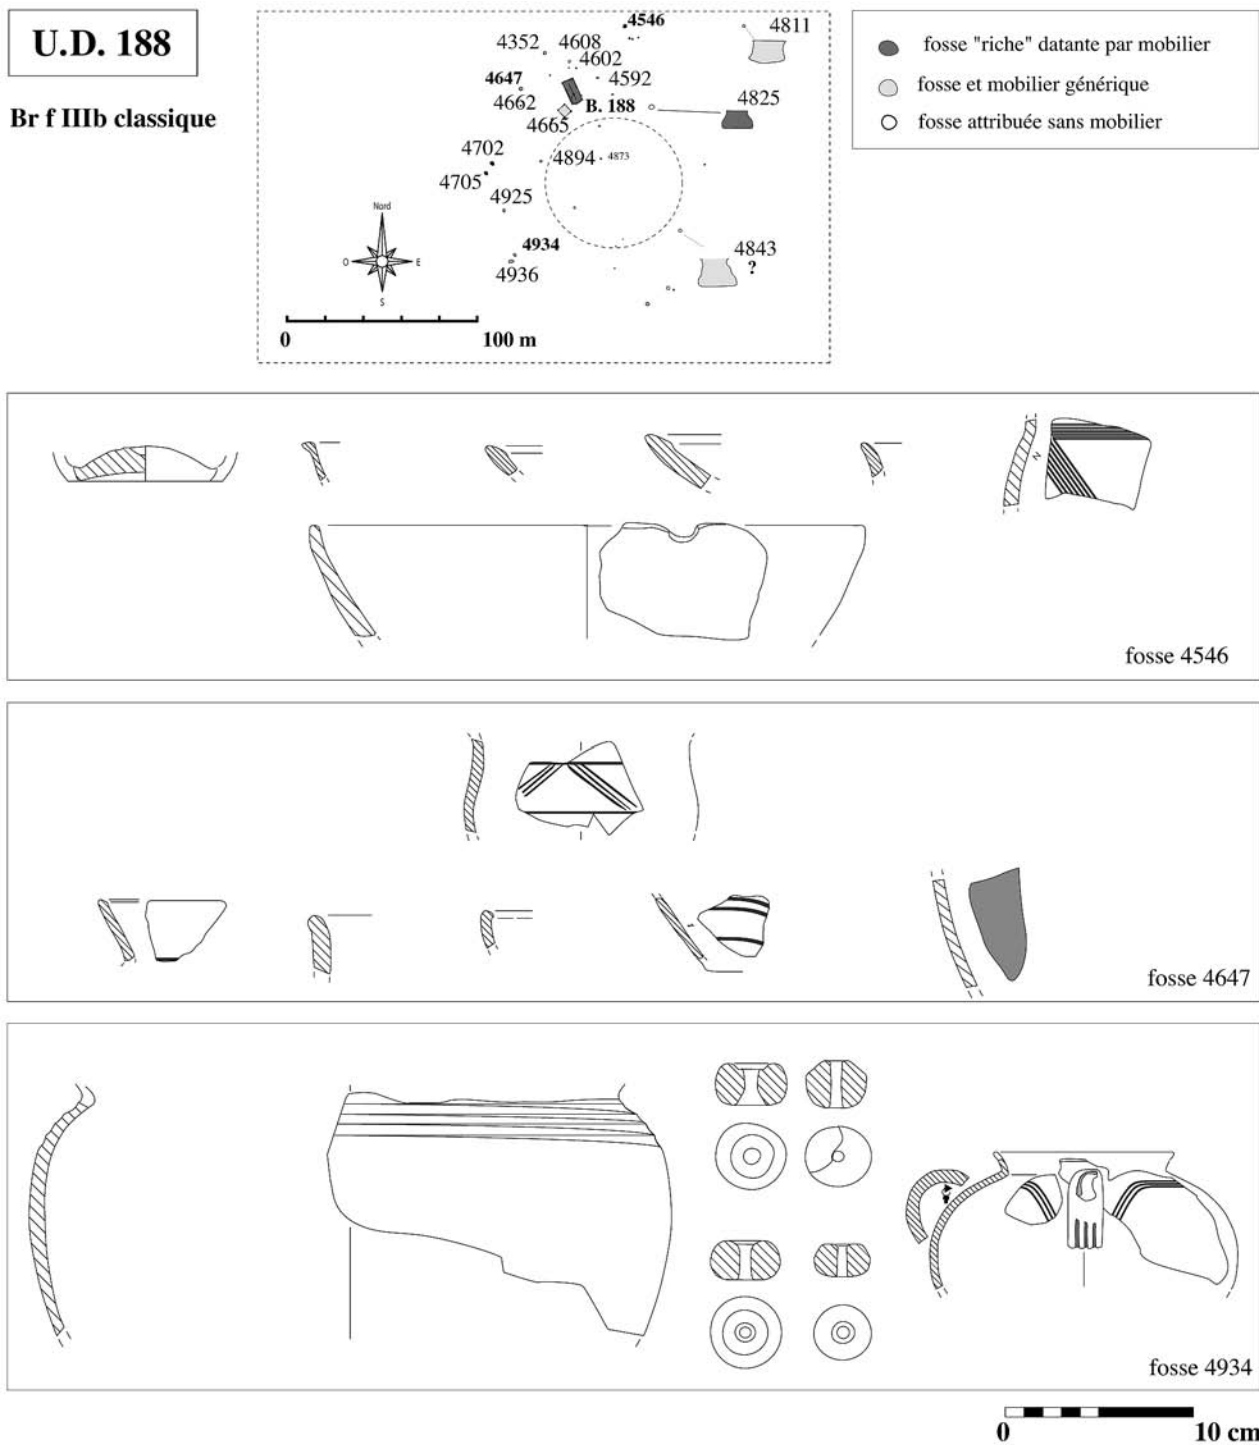 U.D. 188
Br f IIIb classique
4546
4811
4352
4608
4602
4647
4592
4662
B. 188
4825
4665
4702
4894
4873
4705
4925
Nord
O
E
S
4934
4843
?
4936
0
100 m
fosse "riche" datante par mobilier
fosse et mobilier générique
fosse attribuée sans mobilier
fosse 4546
fosse 4647
fosse 4934
0
10 cm